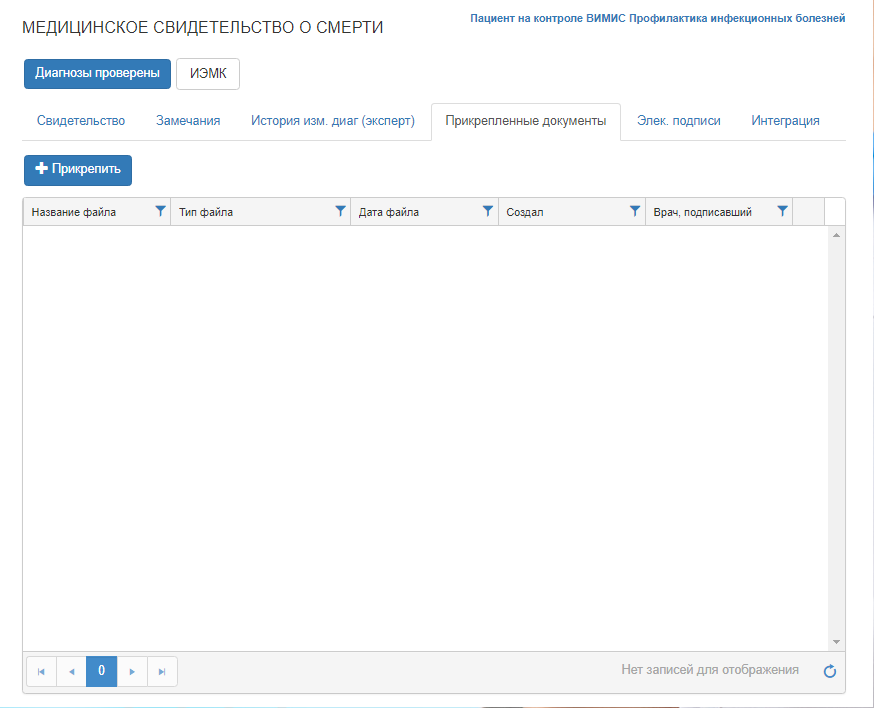 МЕДИЦИНСКОЕ СВИДЕТЕЛЬСТВО О СМЕРТИ
Пациент на контроле ВИМИС Профилактика инфекционных болезней
Диагнозы проверены ИЭМК
Свидетельство Замечания История изм. диаг (эксперт) Прикрепленные документы Элек. подписи Интеграция
Прикрепить
Название файла Тип файла Дата файла Создал Врач, подписавший
0 Нет записей для отображения